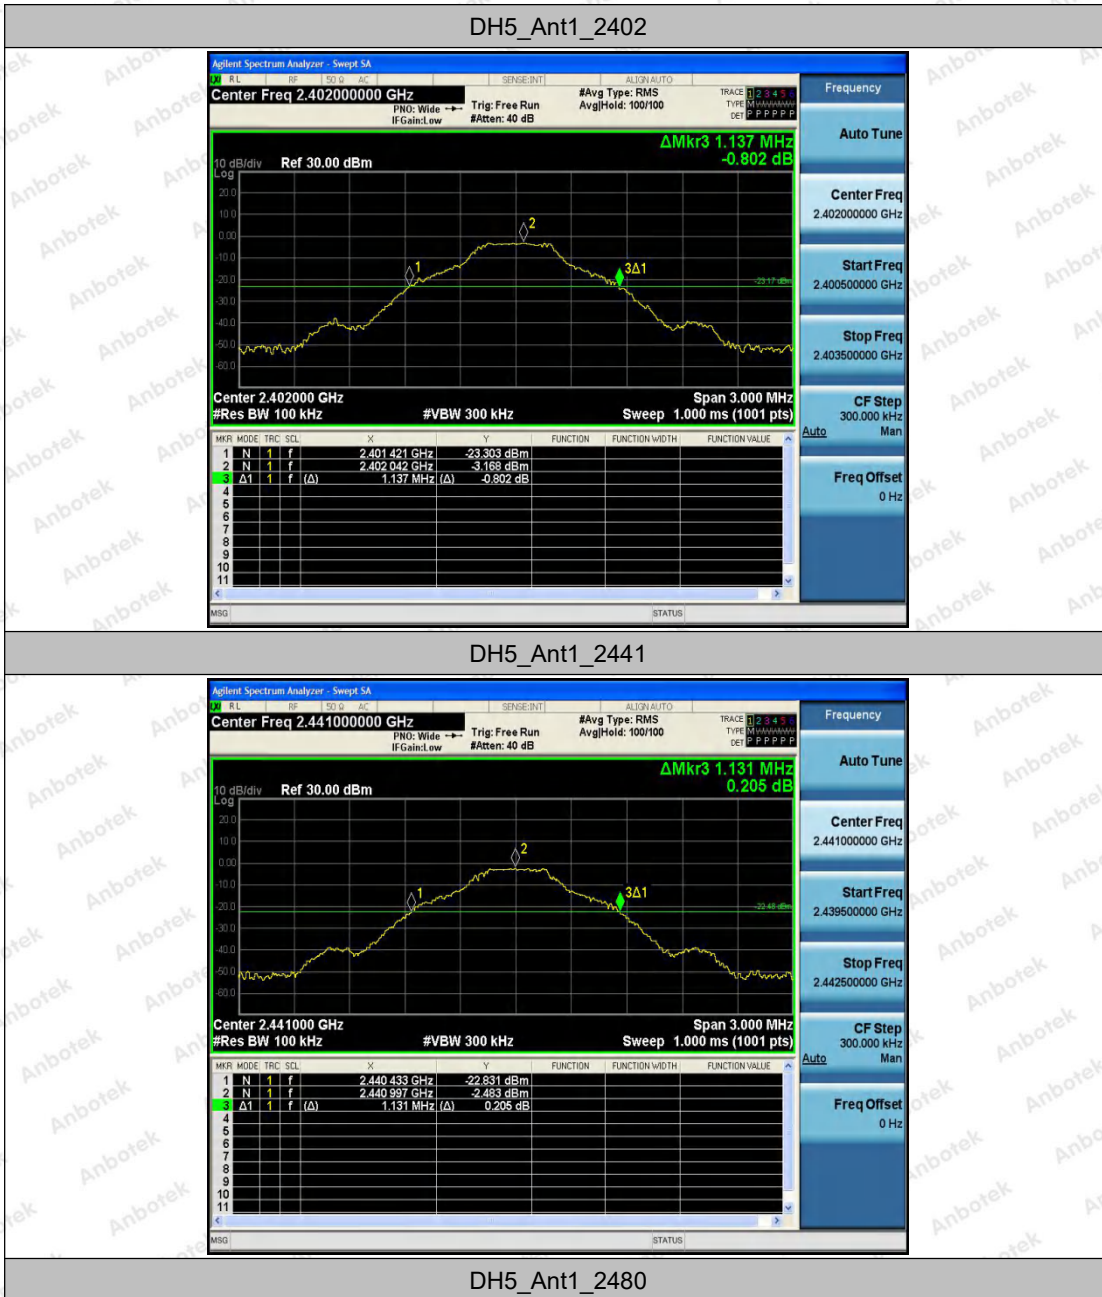 DH5_Ant1_2402
Agilent Spectrum Analyzer - Swept SA
RL RF 50 Ω AC SENSE:INT ALIGN AUTO
Center Freq 2.402000000 GHz #Avg Type: RMS TRACE 1 2 3 4 5 6
PNO: Wide Trig: Free Run Avg|Hold: 100/100 TYPE M
IFGain:Low #Atten: 40 dB DET P P P P P P
ΔMkr3 1.137 MHz
-0.802 dB
10 dB/div Ref 30.00 dBm
Log
20.0
10.0
0.00
-10.0
-20.0
-30.0
-40.0
-50.0
-60.0
1
2
3Δ1
-23.17 dBm
Center 2.402000 GHz Span 3.000 MHz
#Res BW 100 kHz #VBW 300 kHz Sweep 1.000 ms (1001 pts)
MKR MODE TRC SCL X Y FUNCTION FUNCTION WIDTH FUNCTION VALUE
1 N 1 f 2.401 421 GHz -23.303 dBm
2 N 1 f 2.402 042 GHz -3.168 dBm
3 Δ1 1 f (Δ) 1.137 MHz (Δ) -0.802 dB
4
5
6
7
8
9
10
11
MSG STATUS
Frequency
Auto Tune
Center Freq
2.402000000 GHz
Start Freq
2.400500000 GHz
Stop Freq
2.403500000 GHz
CF Step
300.000 kHz
Auto Man
Freq Offset
0 Hz
DH5_Ant1_2441
Agilent Spectrum Analyzer - Swept SA
RL RF 50 Ω AC SENSE:INT ALIGN AUTO
Center Freq 2.441000000 GHz #Avg Type: RMS TRACE 1 2 3 4 5 6
PNO: Wide Trig: Free Run Avg|Hold: 100/100 TYPE M
IFGain:Low #Atten: 40 dB DET P P P P P P
ΔMkr3 1.131 MHz
0.205 dB
10 dB/div Ref 30.00 dBm
Log
20.0
10.0
0.00
-10.0
-20.0
-30.0
-40.0
-50.0
-60.0
1
2
3Δ1
-22.48 dBm
Center 2.441000 GHz Span 3.000 MHz
#Res BW 100 kHz #VBW 300 kHz Sweep 1.000 ms (1001 pts)
MKR MODE TRC SCL X Y FUNCTION FUNCTION WIDTH FUNCTION VALUE
1 N 1 f 2.440 433 GHz -22.831 dBm
2 N 1 f 2.440 997 GHz -2.483 dBm
3 Δ1 1 f (Δ) 1.131 MHz (Δ) 0.205 dB
4
5
6
7
8
9
10
11
MSG STATUS
Frequency
Auto Tune
Center Freq
2.441000000 GHz
Start Freq
2.439500000 GHz
Stop Freq
2.442500000 GHz
CF Step
300.000 kHz
Auto Man
Freq Offset
0 Hz
DH5_Ant1_2480